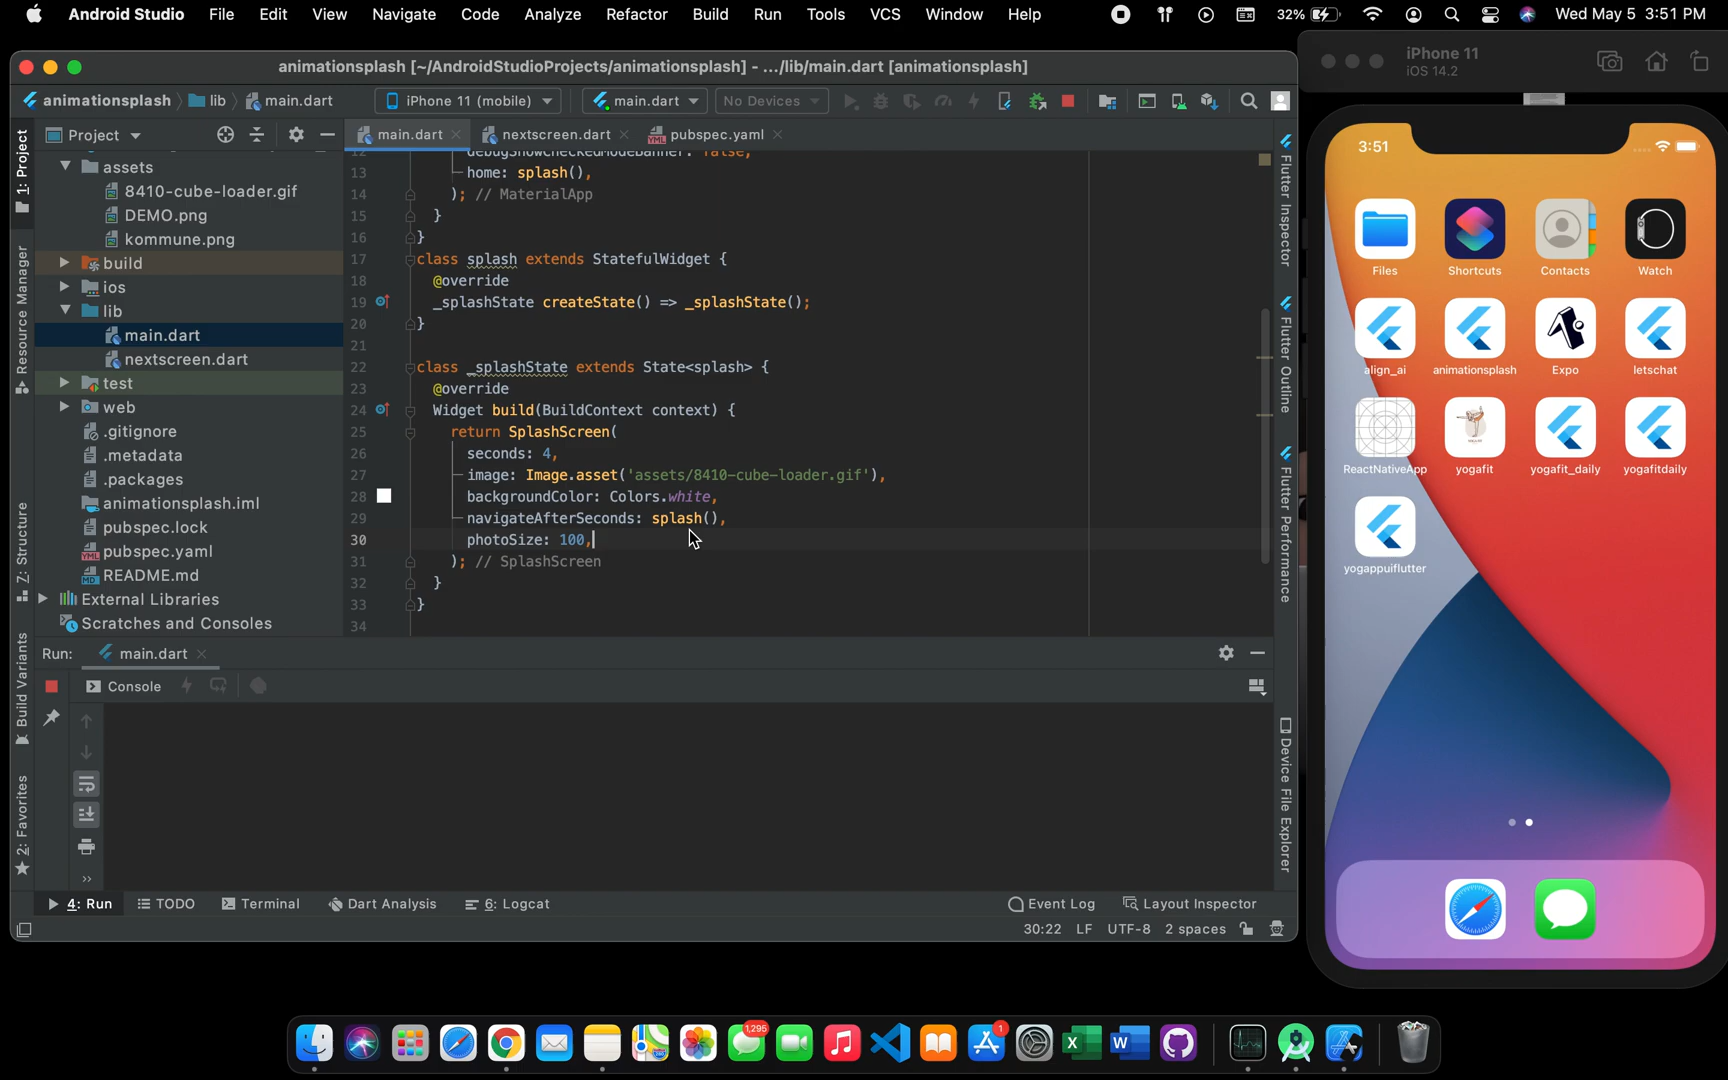 Android Studio File Edit View Navigate Code Analyze Refactor Build Run Tools VCS Window Help 32% Wed May 5 3:51 PM
animationsplash [~/AndroidStudioProjects/animationsplash] - .../lib/main.dart [animationsplash]
iPhone 11
iOS 14.2
animationsplash lib main.dart iPhone 11 (mobile) main.dart No Devices
Project main.dart nextscreen.dart pubspec.yaml
1: Project
Resource Manager
Z: Structure
Build Variants
2: Favorites
assets
8410-cube-loader.gif
DEMO.png
kommune.png
build
ios
lib
main.dart
nextscreen.dart
test
web
.gitignore
.metadata
.packages
animationsplash.iml
pubspec.lock
pubspec.yaml
README.md
External Libraries
Scratches and Consoles
12 debugShowCheckedModeBanner: false,
13 home: splash(),
14 ); // MaterialApp
15 }
16 }
17 class splash extends StatefulWidget {
18 @override
19 _splashState createState() => _splashState();
20 }
21
22 class _splashState extends State<splash> {
23 @override
24 Widget build(BuildContext context) {
25 return SplashScreen(
26 seconds: 4,
27 image: Image.asset('assets/8410-cube-loader.gif'),
28 backgroundColor: Colors.white,
29 navigateAfterSeconds: splash(),
30 photoSize: 100,
31 ); // SplashScreen
32 }
33 }
34
Flutter Inspector
Flutter Outline
Flutter Performance
Device File Explorer
Run: main.dart
Console
4: Run TODO Terminal Dart Analysis 6: Logcat Event Log Layout Inspector
30:22 LF UTF-8 2 spaces
3:51
Files Shortcuts Contacts Watch
align_ai animationsplash Expo letschat
ReactNativeApp yogafit yogafit_daily yogafitdaily
yogappuiflutter
YOGA FIT
1,295
1
X
W